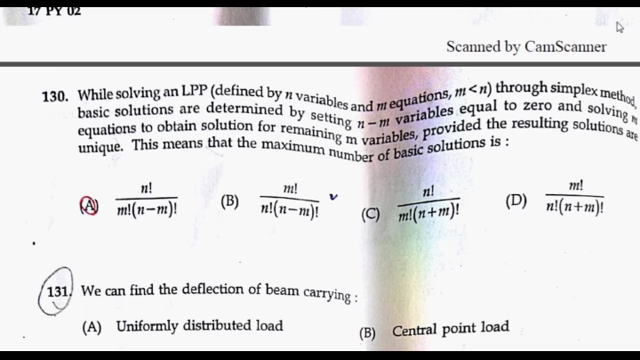 17 PY 02
Scanned by CamScanner
130. While solving an LPP (defined by n variables and m equations, m < n) through simplex method,
basic solutions are determined by setting n – m variables equal to zero and solving m
equations to obtain solution for remaining m variables, provided the resulting solutions are
unique. This means that the maximum number of basic solutions is :
(A) n!/m!(n–m)! (B) m!/n!(n–m)! (C) n!/m!(n+m)! (D) m!/n!(n+m)!
131. We can find the deflection of beam carrying :
(A) Uniformly distributed load (B) Central point load